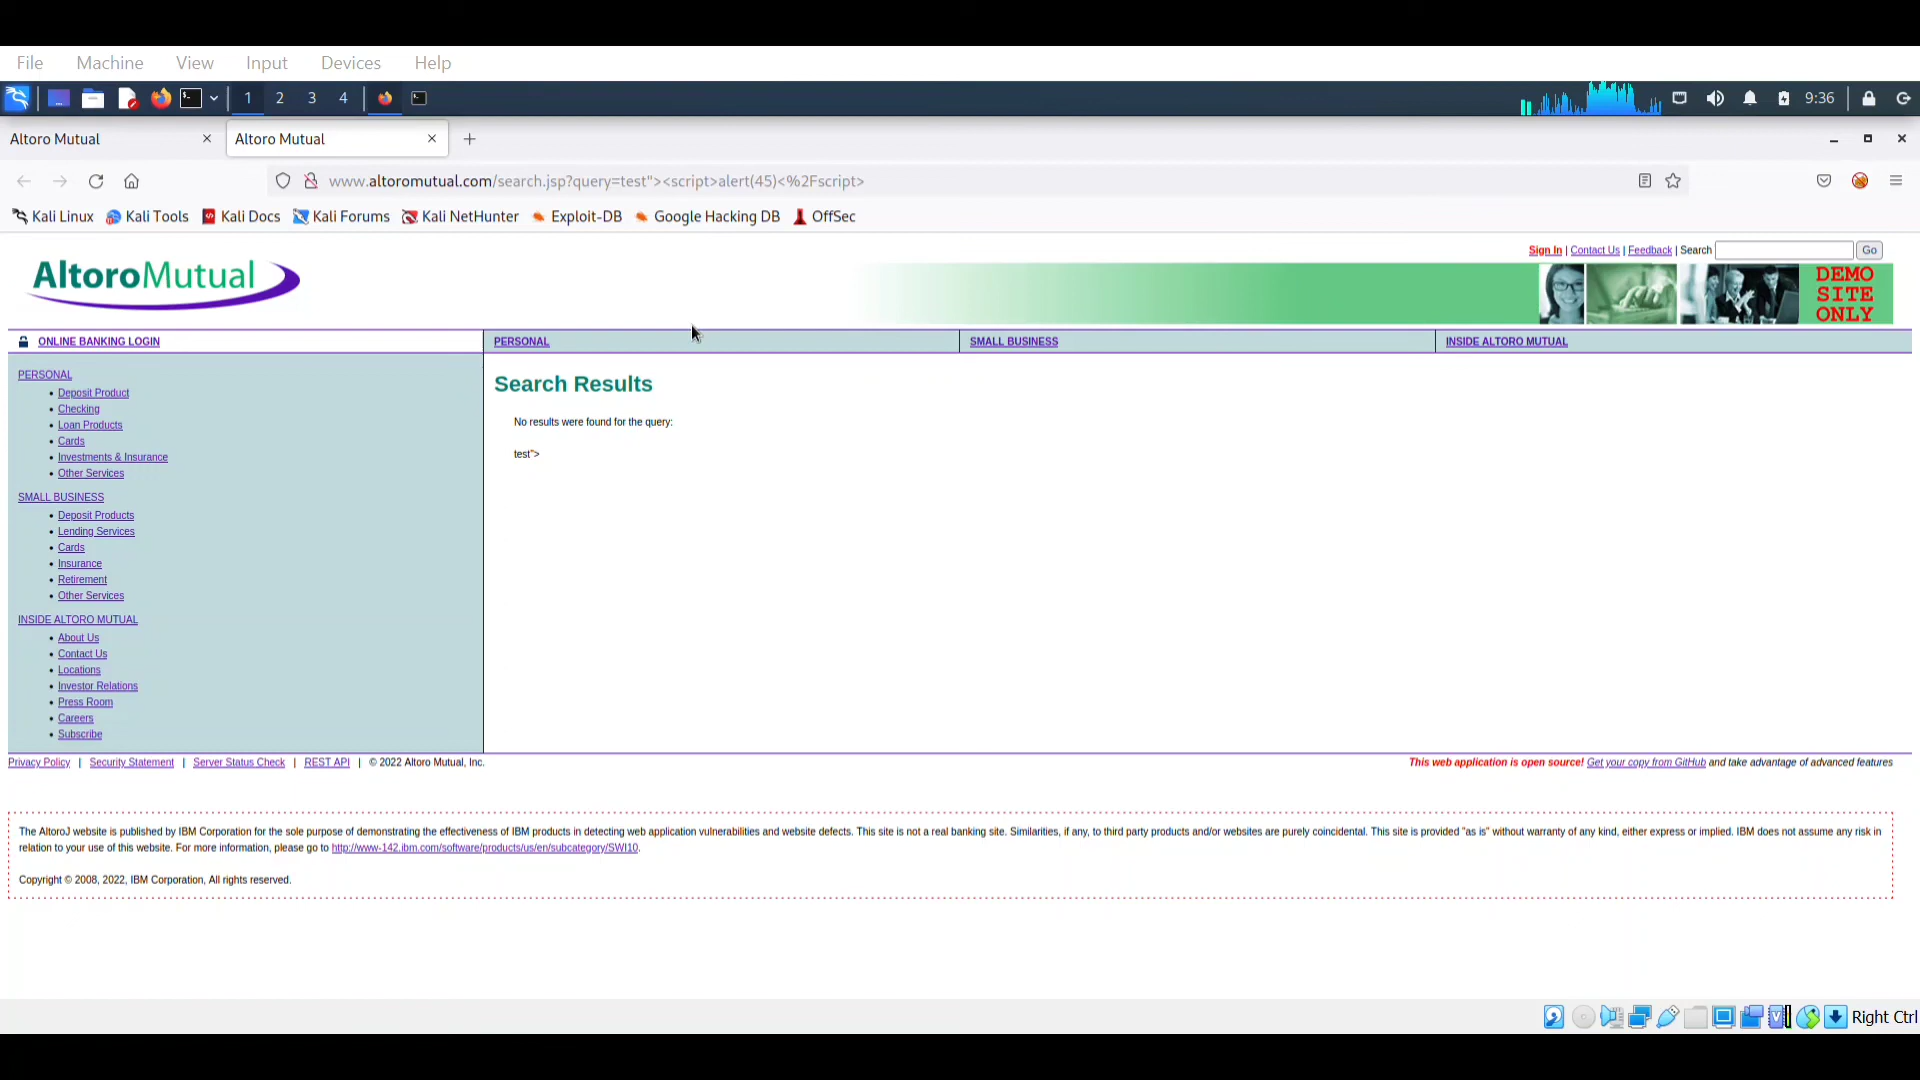 File Machine View Input Devices Help
1 2 3 4 9:36
Altoro Mutual Altoro Mutual
www.altoromutual.com/search.jsp?query=test"><script>alert(45)<%2Fscript>
Kali Linux Kali Tools Kali Docs Kali Forums Kali NetHunter Exploit-DB Google Hacking DB OffSec
Sign In | Contact Us | Feedback | Search Go
AltoroMutual
DEMO
SITE
ONLY
ONLINE BANKING LOGIN PERSONAL SMALL BUSINESS INSIDE ALTORO MUTUAL
PERSONAL
• Deposit Product
• Checking
• Loan Products
• Cards
• Investments & Insurance
• Other Services
SMALL BUSINESS
• Deposit Products
• Lending Services
• Cards
• Insurance
• Retirement
• Other Services
INSIDE ALTORO MUTUAL
• About Us
• Contact Us
• Locations
• Investor Relations
• Press Room
• Careers
• Subscribe
Search Results
No results were found for the query:
test">
Privacy Policy | Security Statement | Server Status Check | REST API | © 2022 Altoro Mutual, Inc. This web application is open source! Get your copy from GitHub and take advantage of advanced features
The AltoroJ website is published by IBM Corporation for the sole purpose of demonstrating the effectiveness of IBM products in detecting web application vulnerabilities and website defects. This site is not a real banking site. Similarities, if any, to third party products and/or websites are purely coincidental. This site is provided "as is" without warranty of any kind, either express or implied. IBM does not assume any risk in
relation to your use of this website. For more information, please go to http://www-142.ibm.com/software/products/us/en/subcategory/SWI10.
Copyright © 2008, 2022, IBM Corporation, All rights reserved.
Right Ctrl